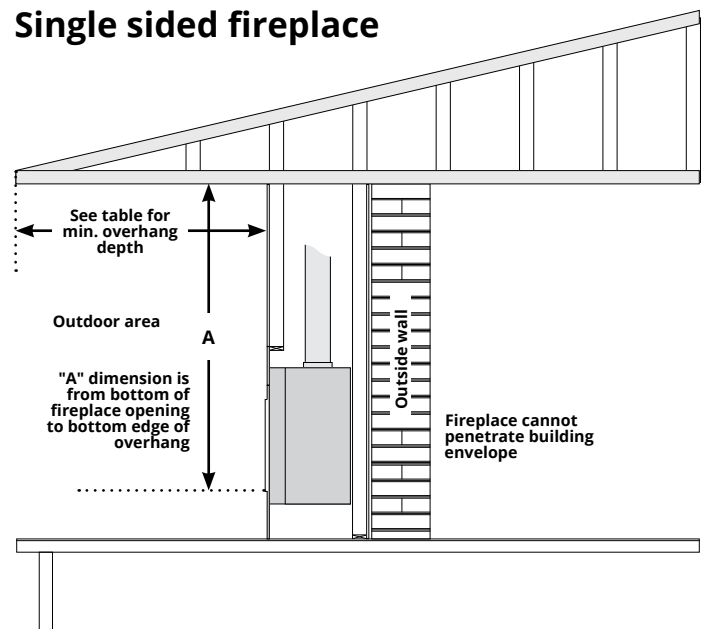 Single sided fireplace
See table for
min. overhang
depth
Outdoor area
A
"A" dimension is
from bottom of
fireplace opening
to bottom edge of
overhang
Outside wall
Fireplace cannot
penetrate building
envelope